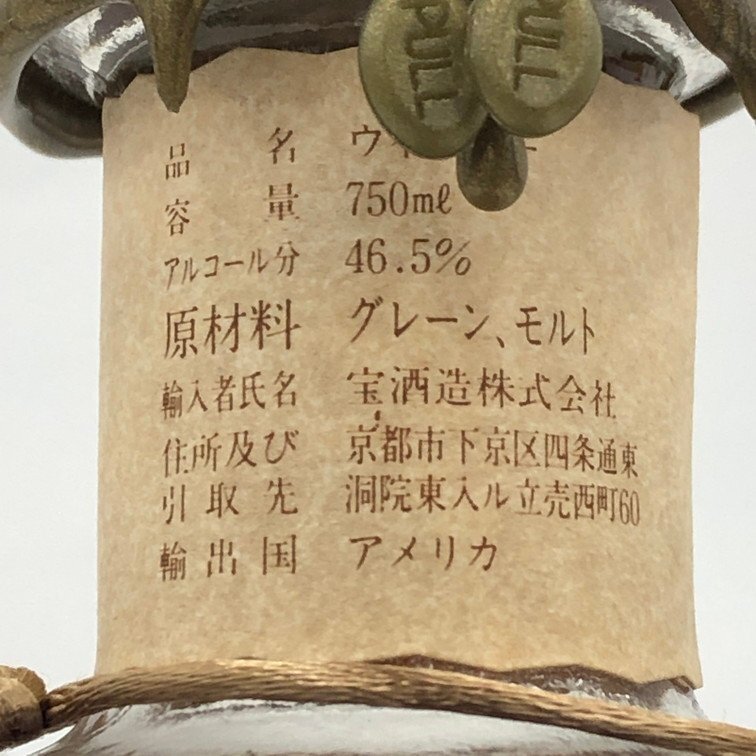 PULL
PULL
品名
容量 750mℓ
アルコール分 46.5%
原材料 グレーン、モルト
輸入者氏名 宝酒造株式会社
住所及び 京都市下京区四条通東
引取先 洞院東入ル立売西町60
輸出国 アメリカ